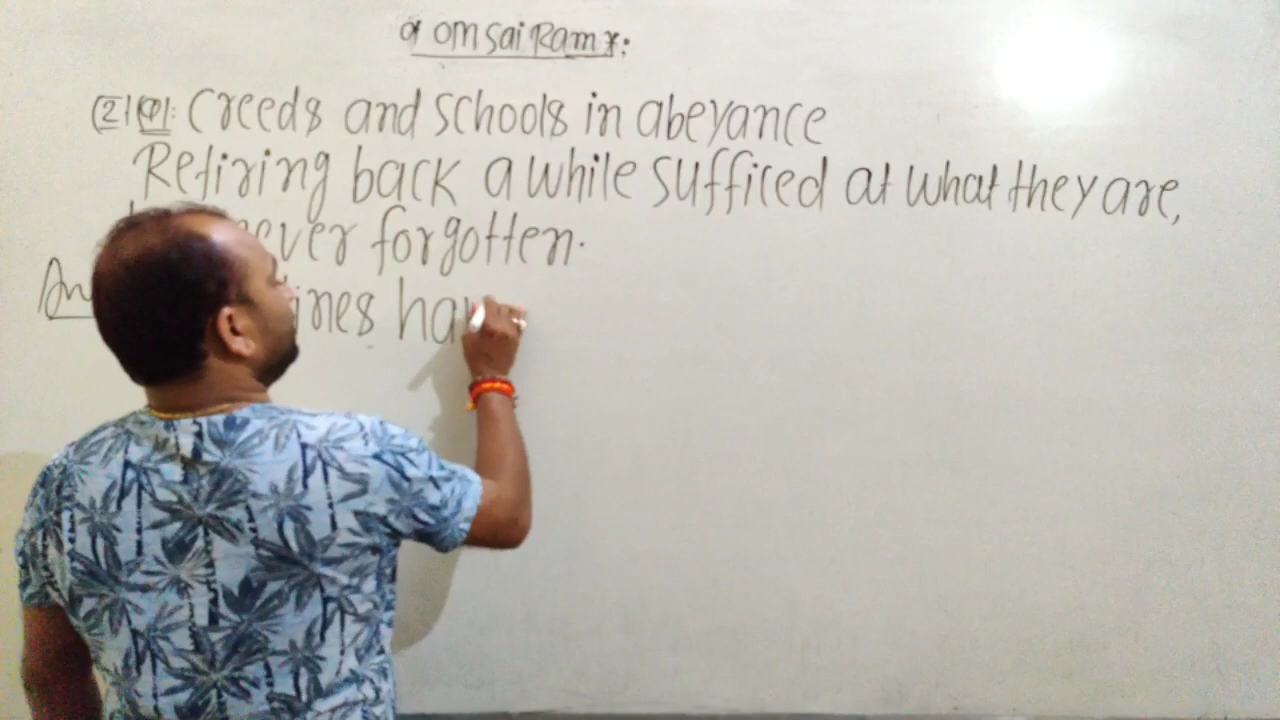 om sai Ram
(2) Q: Creeds and schools in abeyance
Retiring back a while sufficed at what they are,
never forgotten.
ines ha